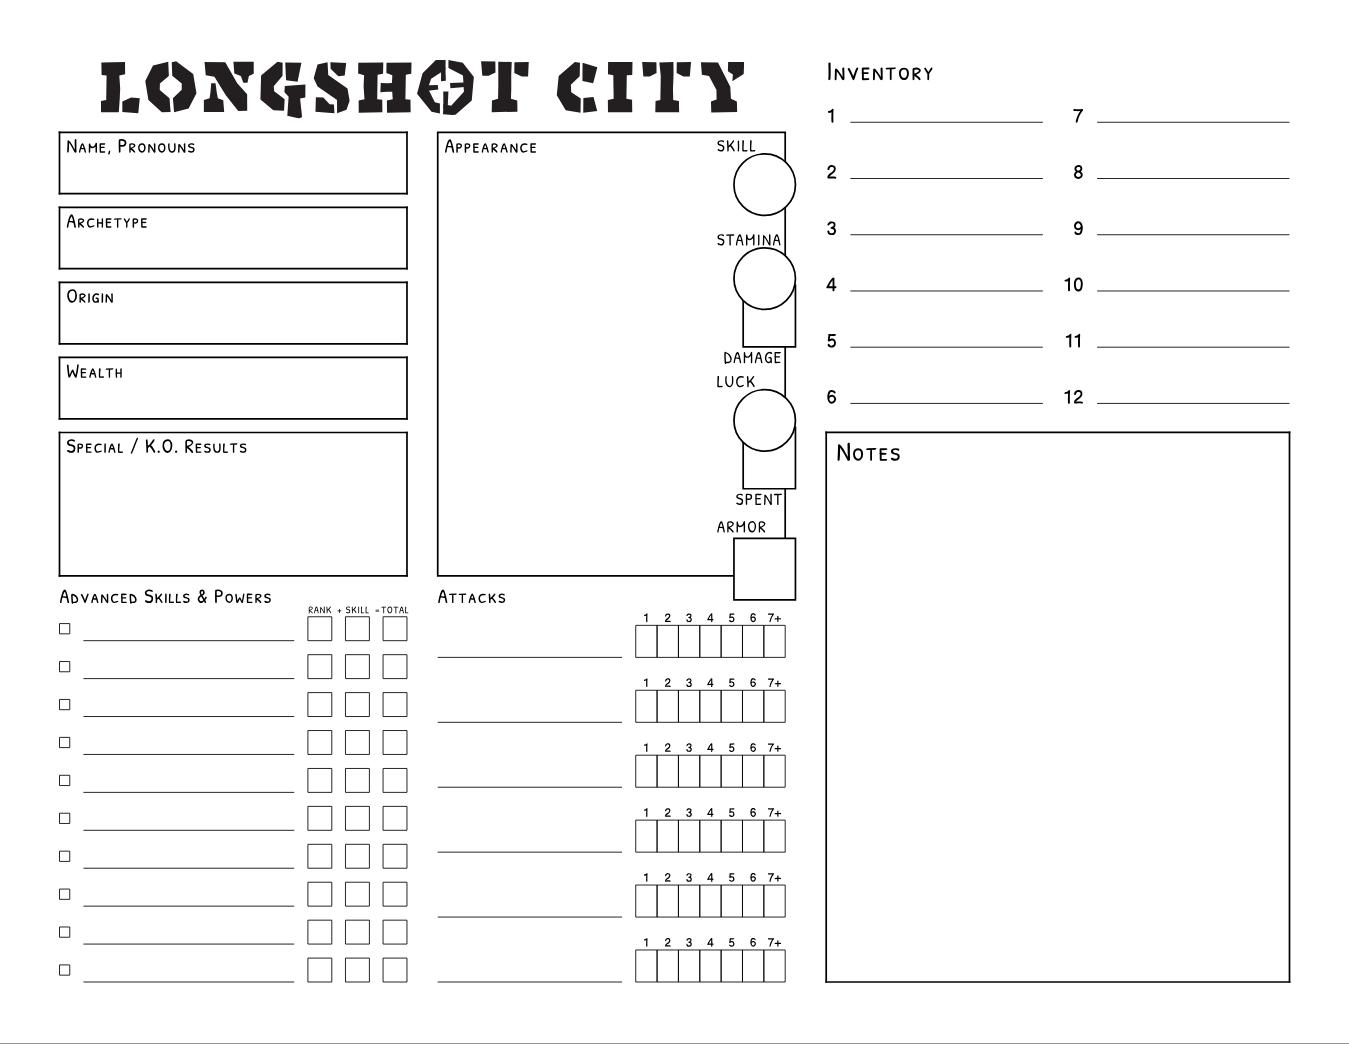 LONGSHOT CITY
Name, Pronouns
Archetype
Origin
Wealth
Special / K.O. Results
Appearance
SKILL
STAMINA
DAMAGE
LUCK
SPENT
ARMOR
Inventory
1 7
2 8
3 9
4 10
5 11
6 12
Notes
Advanced Skills & Powers
RANK + SKILL = TOTAL
Attacks
1 2 3 4 5 6 7+
1 2 3 4 5 6 7+
1 2 3 4 5 6 7+
1 2 3 4 5 6 7+
1 2 3 4 5 6 7+
1 2 3 4 5 6 7+